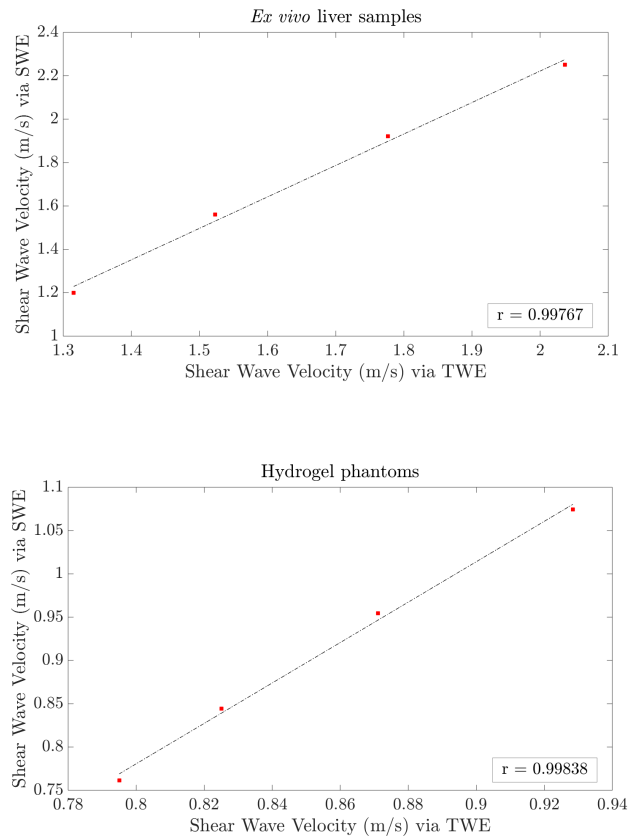 Ex vivo liver samples
Shear Wave Velocity (m/s) via SWE
2.4
2.2
2
1.8
1.6
1.4
1.2
1
r = 0.99767
1.3 1.4 1.5 1.6 1.7 1.8 1.9 2 2.1
Shear Wave Velocity (m/s) via TWE
Hydrogel phantoms
Shear Wave Velocity (m/s) via SWE
1.1
1.05
1
0.95
0.9
0.85
0.8
0.75
r = 0.99838
0.78 0.8 0.82 0.84 0.86 0.88 0.9 0.92 0.94
Shear Wave Velocity (m/s) via TWE